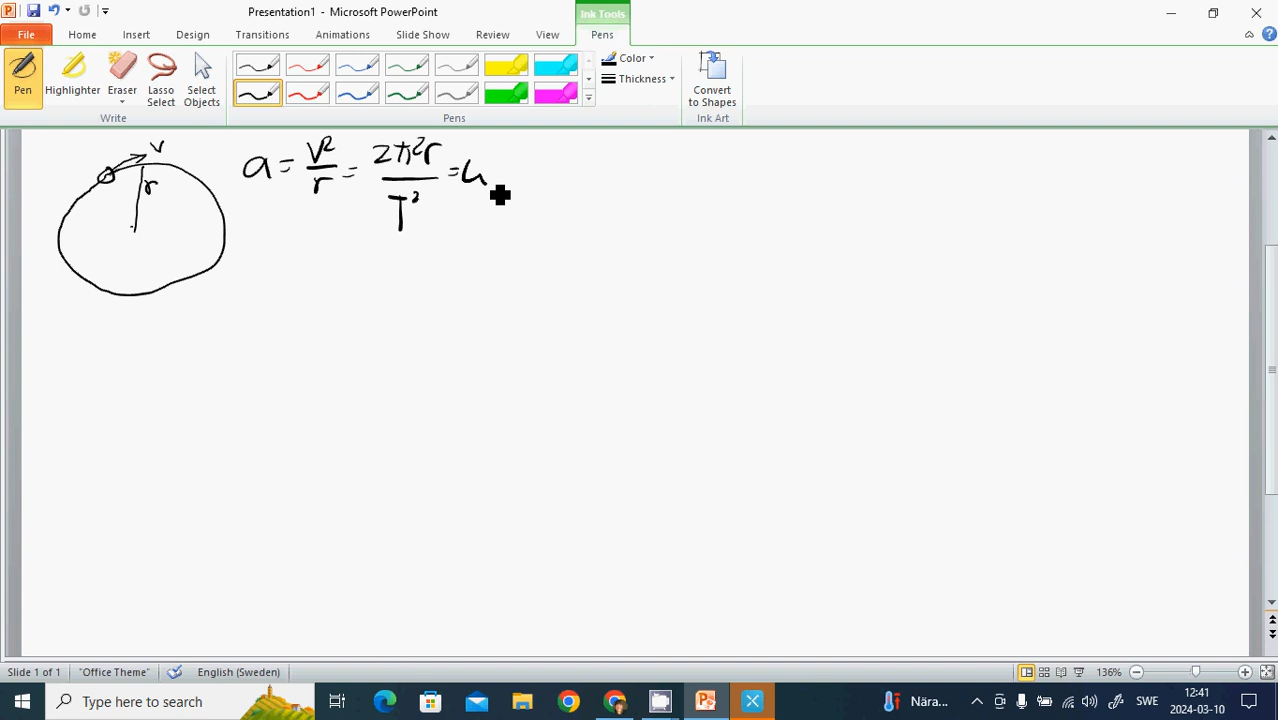 Presentation1 - Microsoft PowerPoint
Ink Tools
File Home Insert Design Transitions Animations Slide Show Review View Pens
Pen Highlighter Eraser Lasso Select Select Objects
Color
Thickness
Convert to Shapes
Write Pens Ink Art
v
r
a = v²/r = 2π²r/T² =
Slide 1 of 1 "Office Theme" English (Sweden) 136%
Type here to search Nära... SWE 12:41
2024-03-10